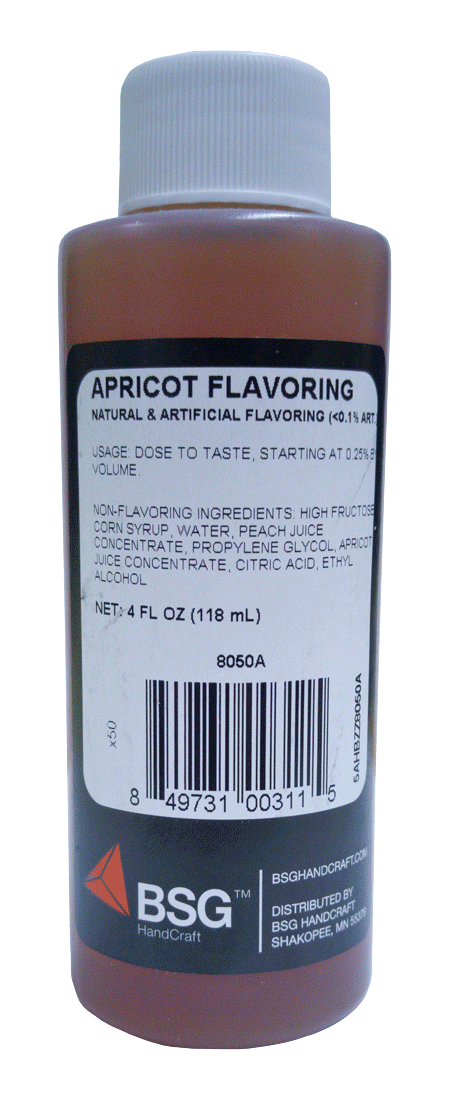 APRICOT FLAVORING
NATURAL & ARTIFICIAL FLAVORING (<0.1% ART.
USAGE: DOSE TO TASTE, STARTING AT 0.25% B
VOLUME.
NON-FLAVORING INGREDIENTS: HIGH FRUCTOSE
CORN SYRUP, WATER, PEACH JUICE
CONCENTRATE, PROPYLENE GLYCOL, APRICOT
JUICE CONCENTRATE, CITRIC ACID, ETHYL
ALCOHOL
NET: 4 FL OZ (118 mL)
8050A
x50
5AHBZZ8050A
8 49731 00311 5
BSG™
HandCraft
BSGHANDCRAFT.COM
DISTRIBUTED BY
BSG HANDCRAFT
SHAKOPEE, MN 55379